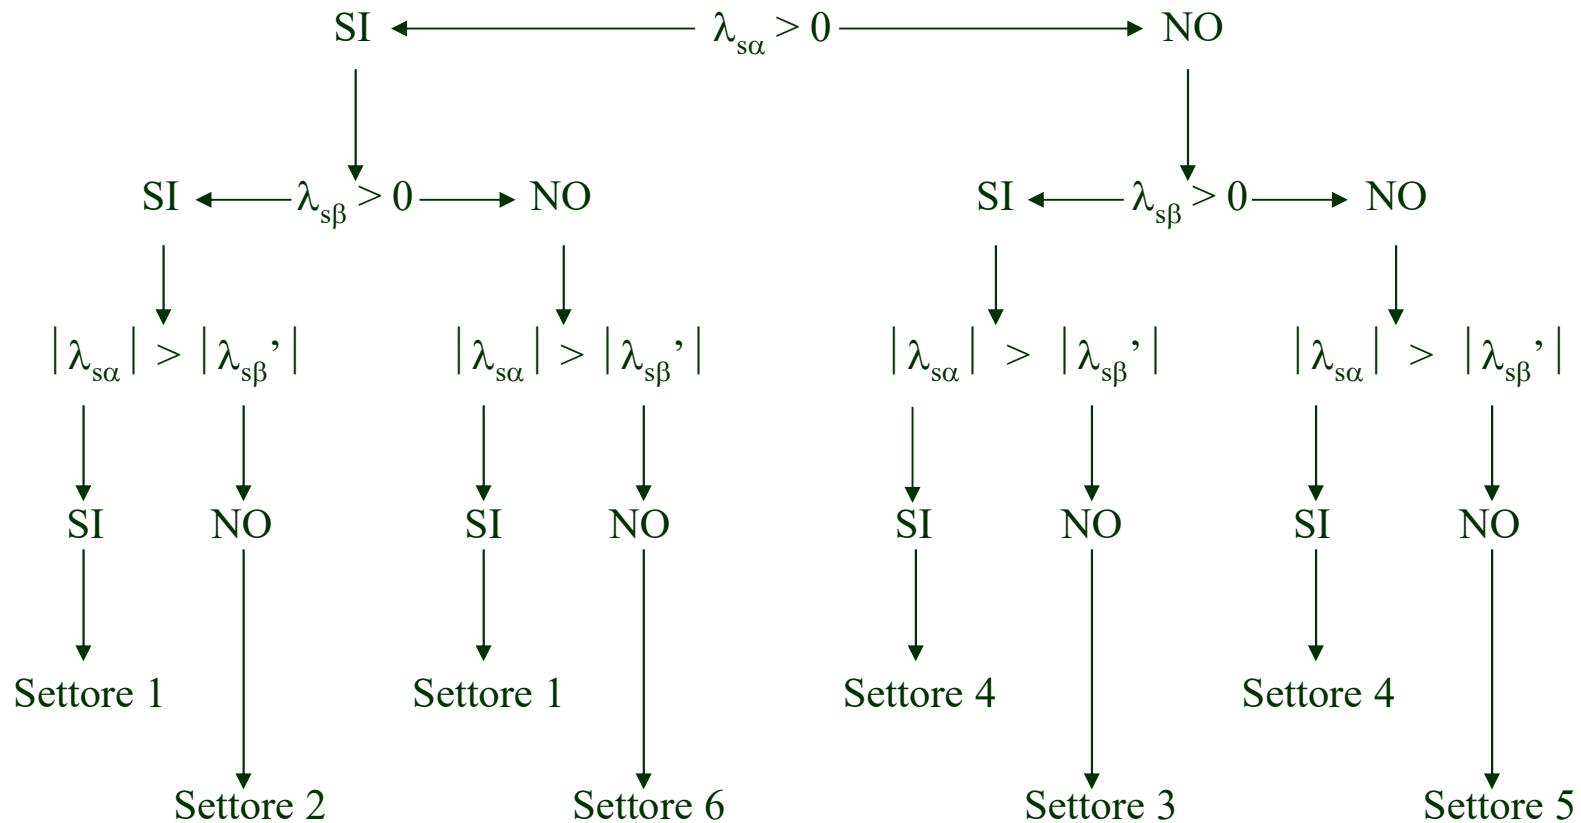 SI λsα > 0 NO
SI λsβ > 0 NO SI λsβ > 0 NO
|λsα| > |λsβ’| |λsα| > |λsβ’| |λsα| > |λsβ’| |λsα| > |λsβ’|
SI NO SI NO SI NO SI NO
Settore 1 Settore 1 Settore 4 Settore 4
Settore 2 Settore 6 Settore 3 Settore 5